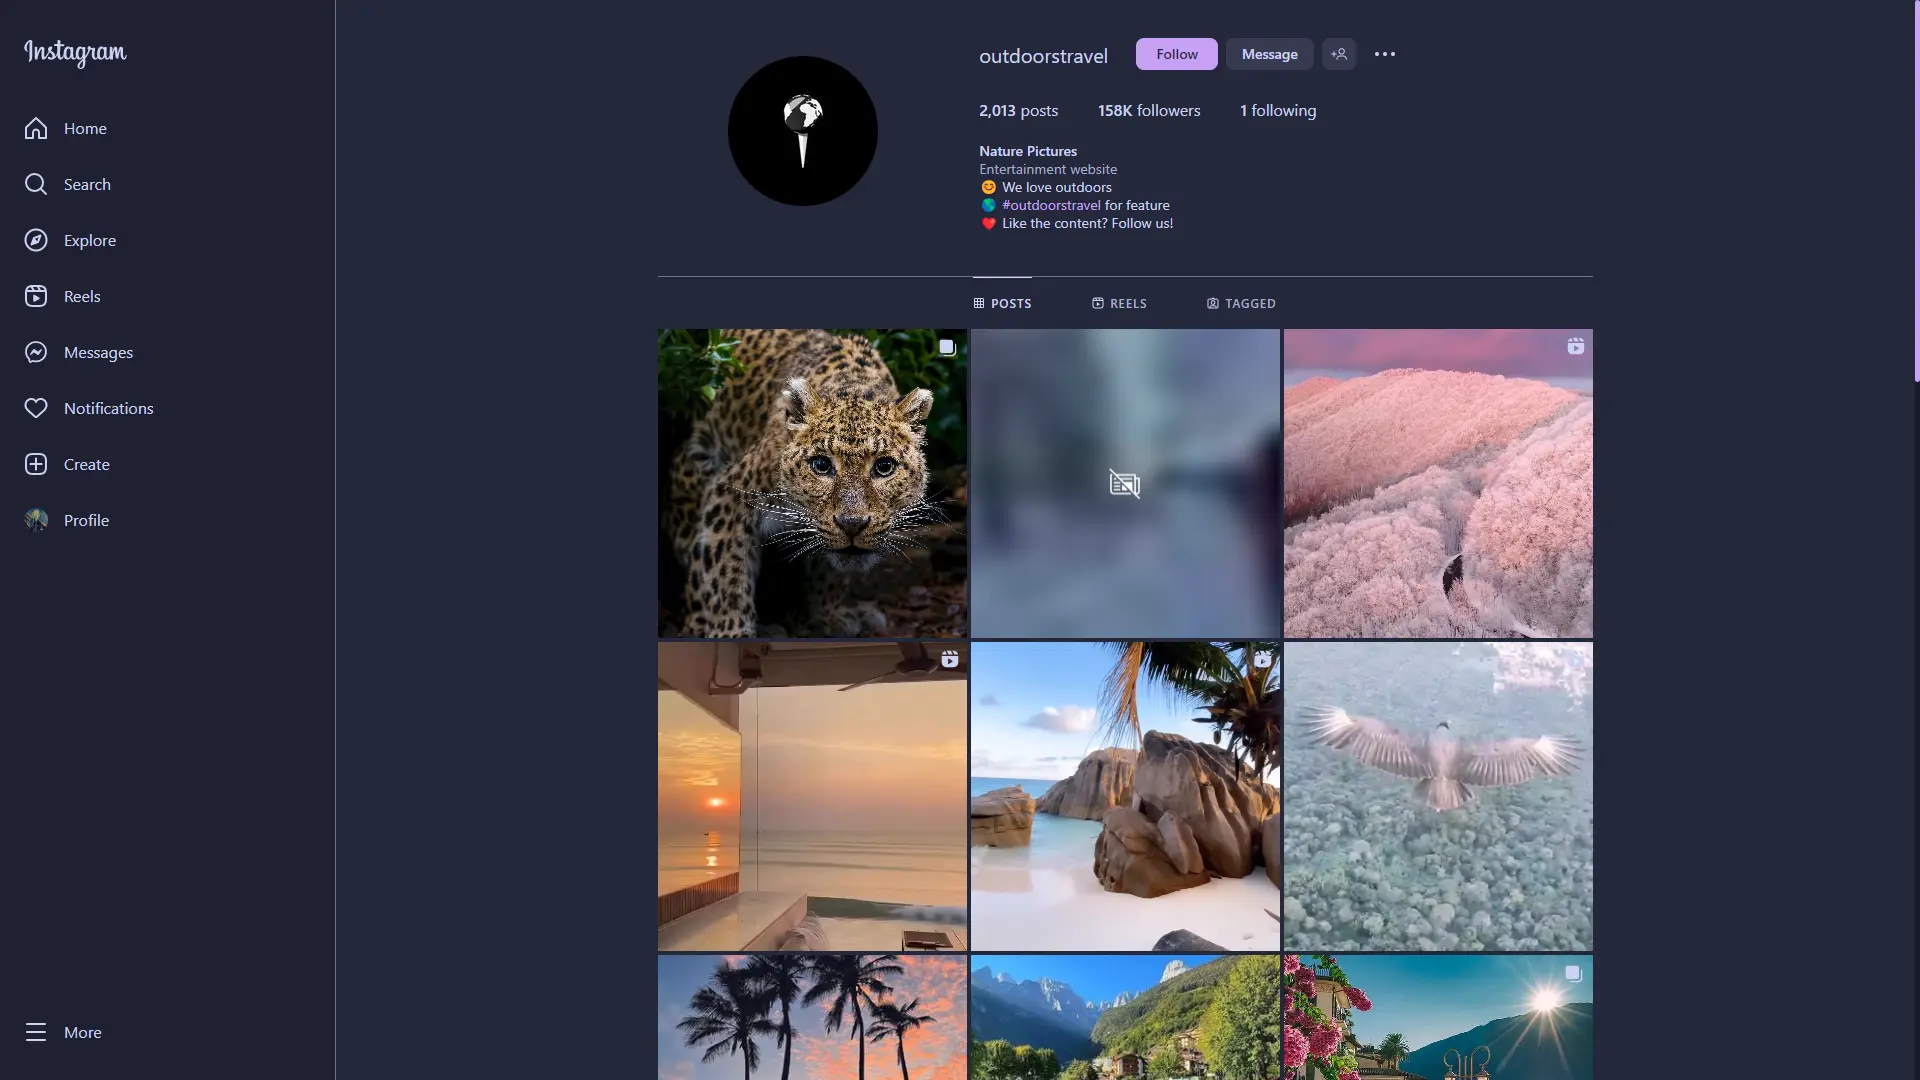 Instagram
Home
Search
Explore
Reels
Messages
Notifications
Create
Profile
More
outdoorstravel
Follow
Message
2,013 posts
158K followers
1 following
Nature Pictures
Entertainment website
😊 We love outdoors
🌎 #outdoorstravel for feature
❤️ Like the content? Follow us!
POSTS
REELS
TAGGED